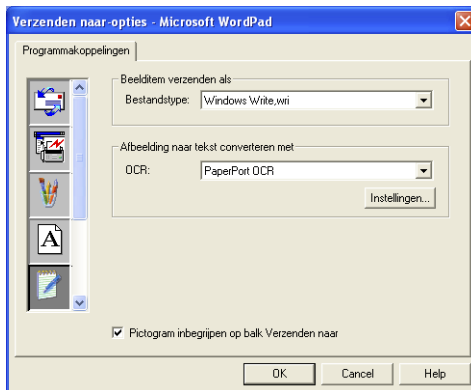 Verzenden naar-opties - Microsoft WordPad
Programmakoppelingen
Beelditem verzenden als
Bestandstype: Windows Write,wri
Afbeelding naar tekst converteren met
OCR: PaperPort OCR
Instellingen...
A
Pictogram inbegrijpen op balk Verzenden naar
OK Cancel Help